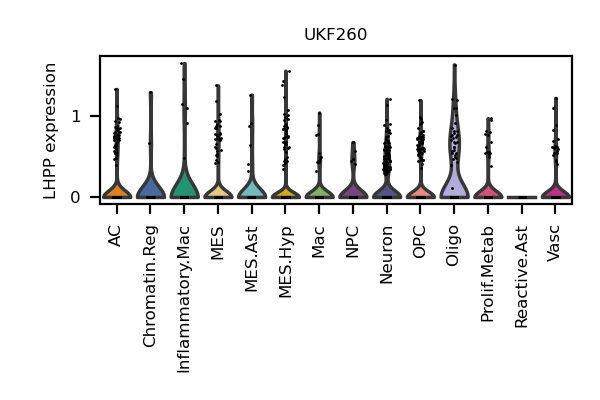 UKF260
LHPP expression
1
0
AC
Chromatin.Reg
Inflammatory.Mac
MES
MES.Ast
MES.Hyp
Mac
NPC
Neuron
OPC
Oligo
Prolif.Metab
Reactive.Ast
Vasc